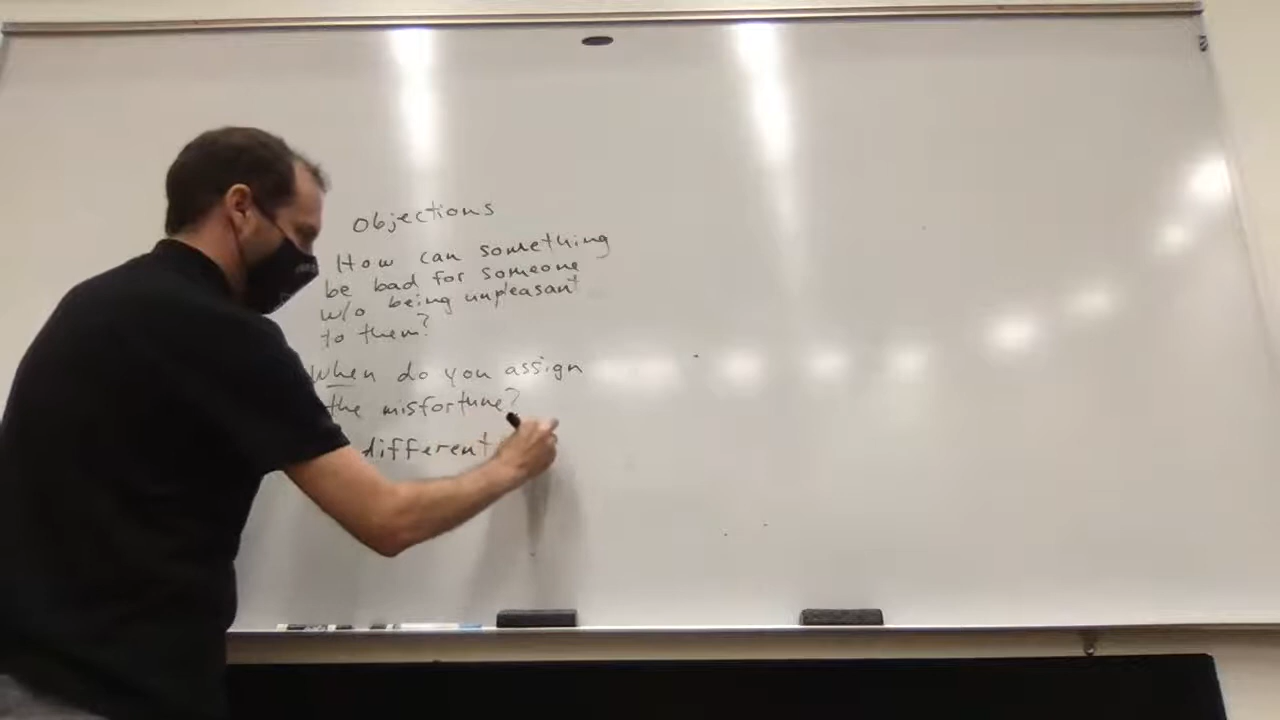 objections
How can something
be bad for someone
w/o being unpleasant
to them?
When do you assign
the misfortune?
different